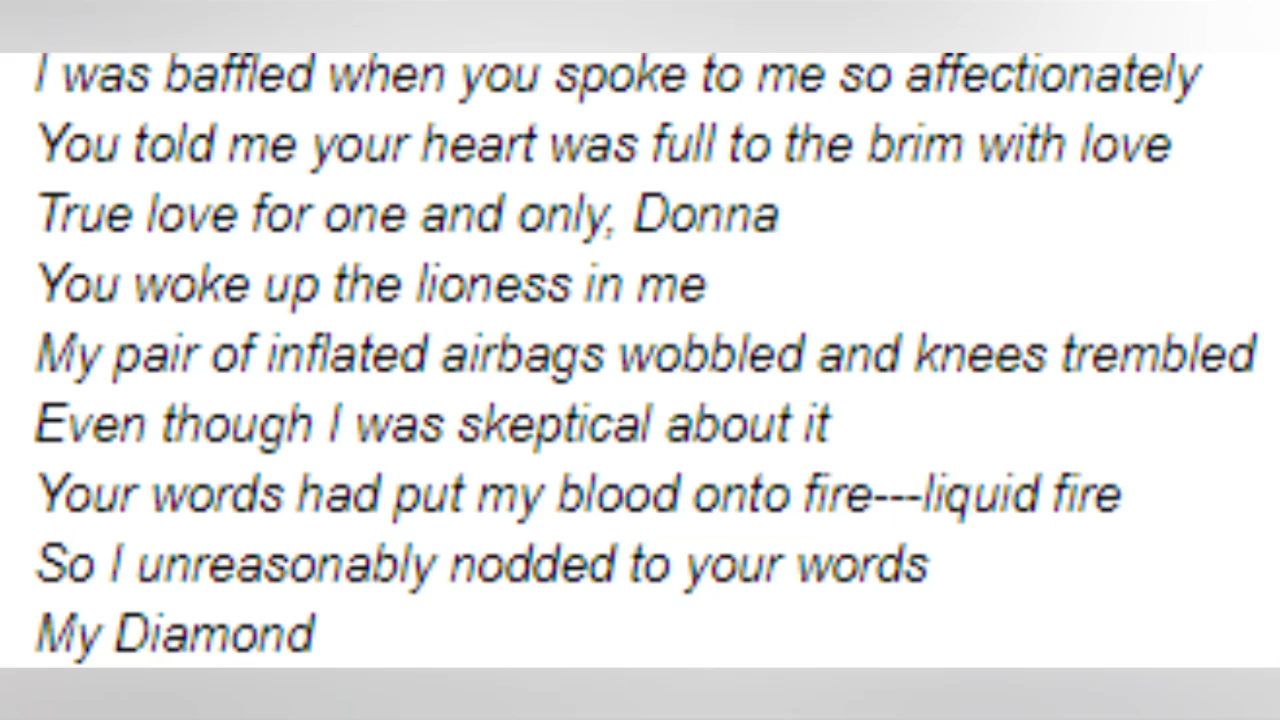 I was baffled when you spoke to me so affectionately
You told me your heart was full to the brim with love
True love for one and only, Donna
You woke up the lioness in me
My pair of inflated airbags wobbled and knees trembled
Even though I was skeptical about it
Your words had put my blood onto fire---liquid fire
So I unreasonably nodded to your words
My Diamond